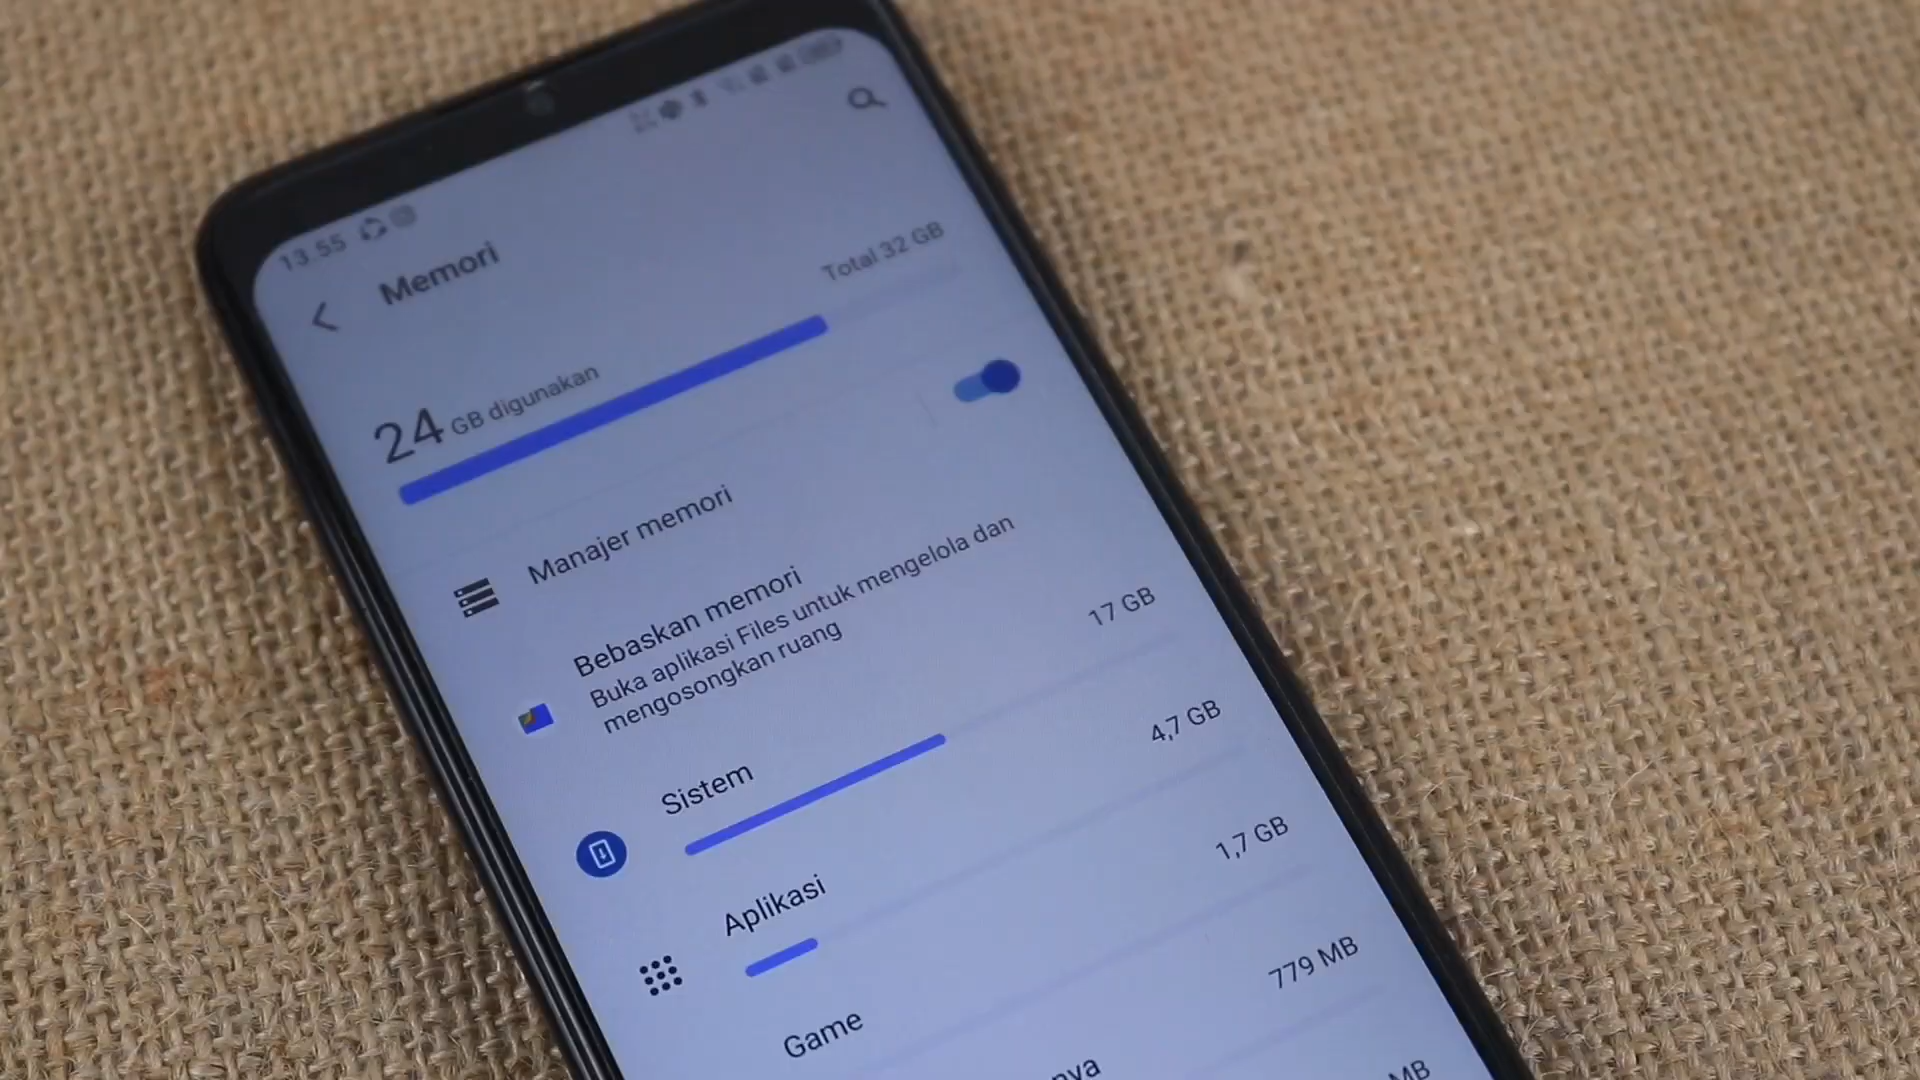 13.55
Memori
24 GB digunakan
Total 32 GB
Manajer memori
Bebaskan memori
Buka aplikasi Files untuk mengelola dan
mengosongkan ruang
Sistem
17 GB
Aplikasi
4,7 GB
Game
1,7 GB
779 MB
MB